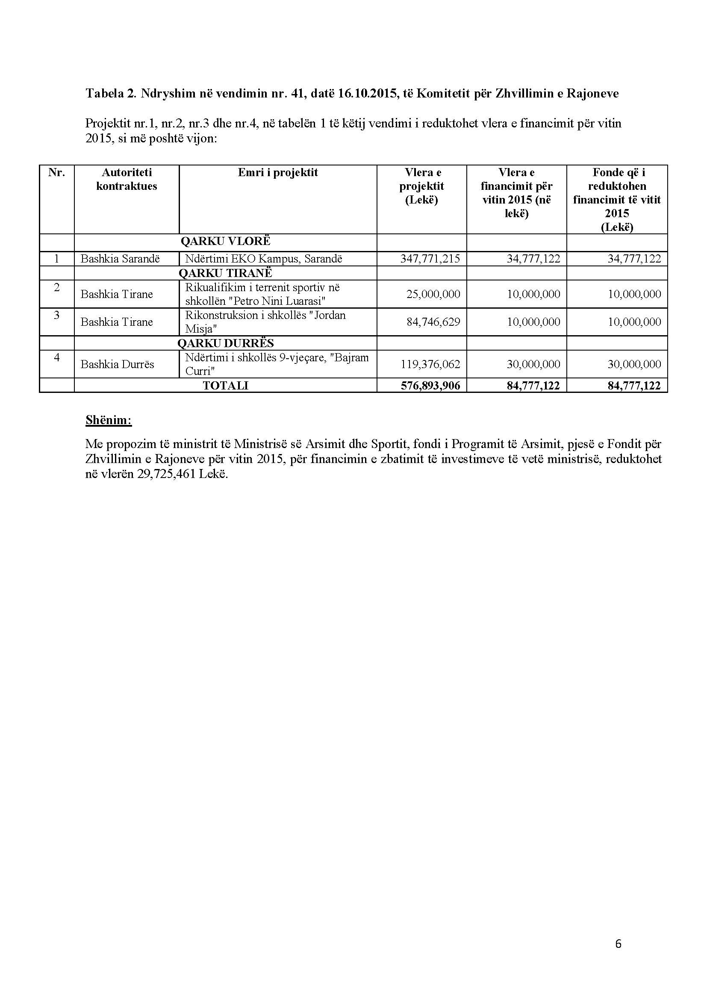 Tabela 2. Ndryshim në vendimin nr. 41, datë 16.10.2015, të Komitetit për Zhvillimin e Rajoneve
Projektit nr.1, nr.2, nr.3 dhe nr.4, në tabelën 1 të këtij vendimi i reduktohet vlera e financimit për vitin
2015, si më poshtë vijon:
Nr.
Autoriteti
kontraktues
Emri i projektit
Vlera e
projektit
(Lekë)
Vlera e
financimit për
vitin 2015 (në
lekë)
Fonde që i
reduktohen
financimit të vitit
2015
(Lekë)
QARKU VLORË
1 Bashkia Sarandë Ndërtimi EKO Kampus, Sarandë 347,771,215 34,777,122 34,777,122
QARKU TIRANË
2 Bashkia Tirane
Rikualifikim i terrenit sportiv në
shkollën "Petro Nini Luarasi"
25,000,000 10,000,000 10,000,000
3 Bashkia Tirane
Rikonstruksion i shkollës "Jordan
Misja"
84,746,629 10,000,000 10,000,000
QARKU DURRËS
4 Bashkia Durrës
Ndërtimi i shkollës 9-vjeçare, "Bajram
Curri"
119,376,062 30,000,000 30,000,000
TOTALI 576,893,906 84,777,122 84,777,122
Shënim:
Me propozim të ministrit të Ministrisë së Arsimit dhe Sportit, fondi i Programit të Arsimit, pjesë e Fondit për
Zhvillimin e Rajoneve për vitin 2015, për financimin e zbatimit të investimeve të vetë ministrisë, reduktohet
në vlerën 29,725,461 Lekë.
6